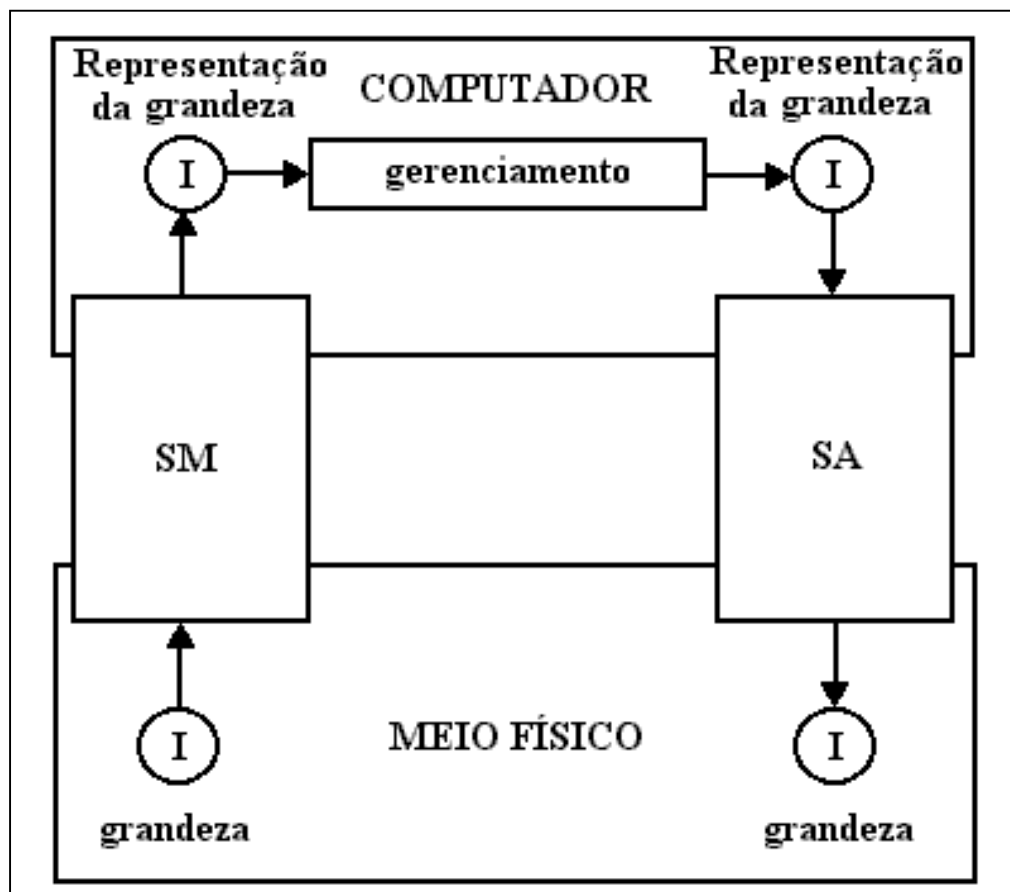 Representação
da grandeza
COMPUTADOR
Representação
da grandeza
I
gerenciamento
I
SM
SA
I
MEIO FÍSICO
I
grandeza
grandeza